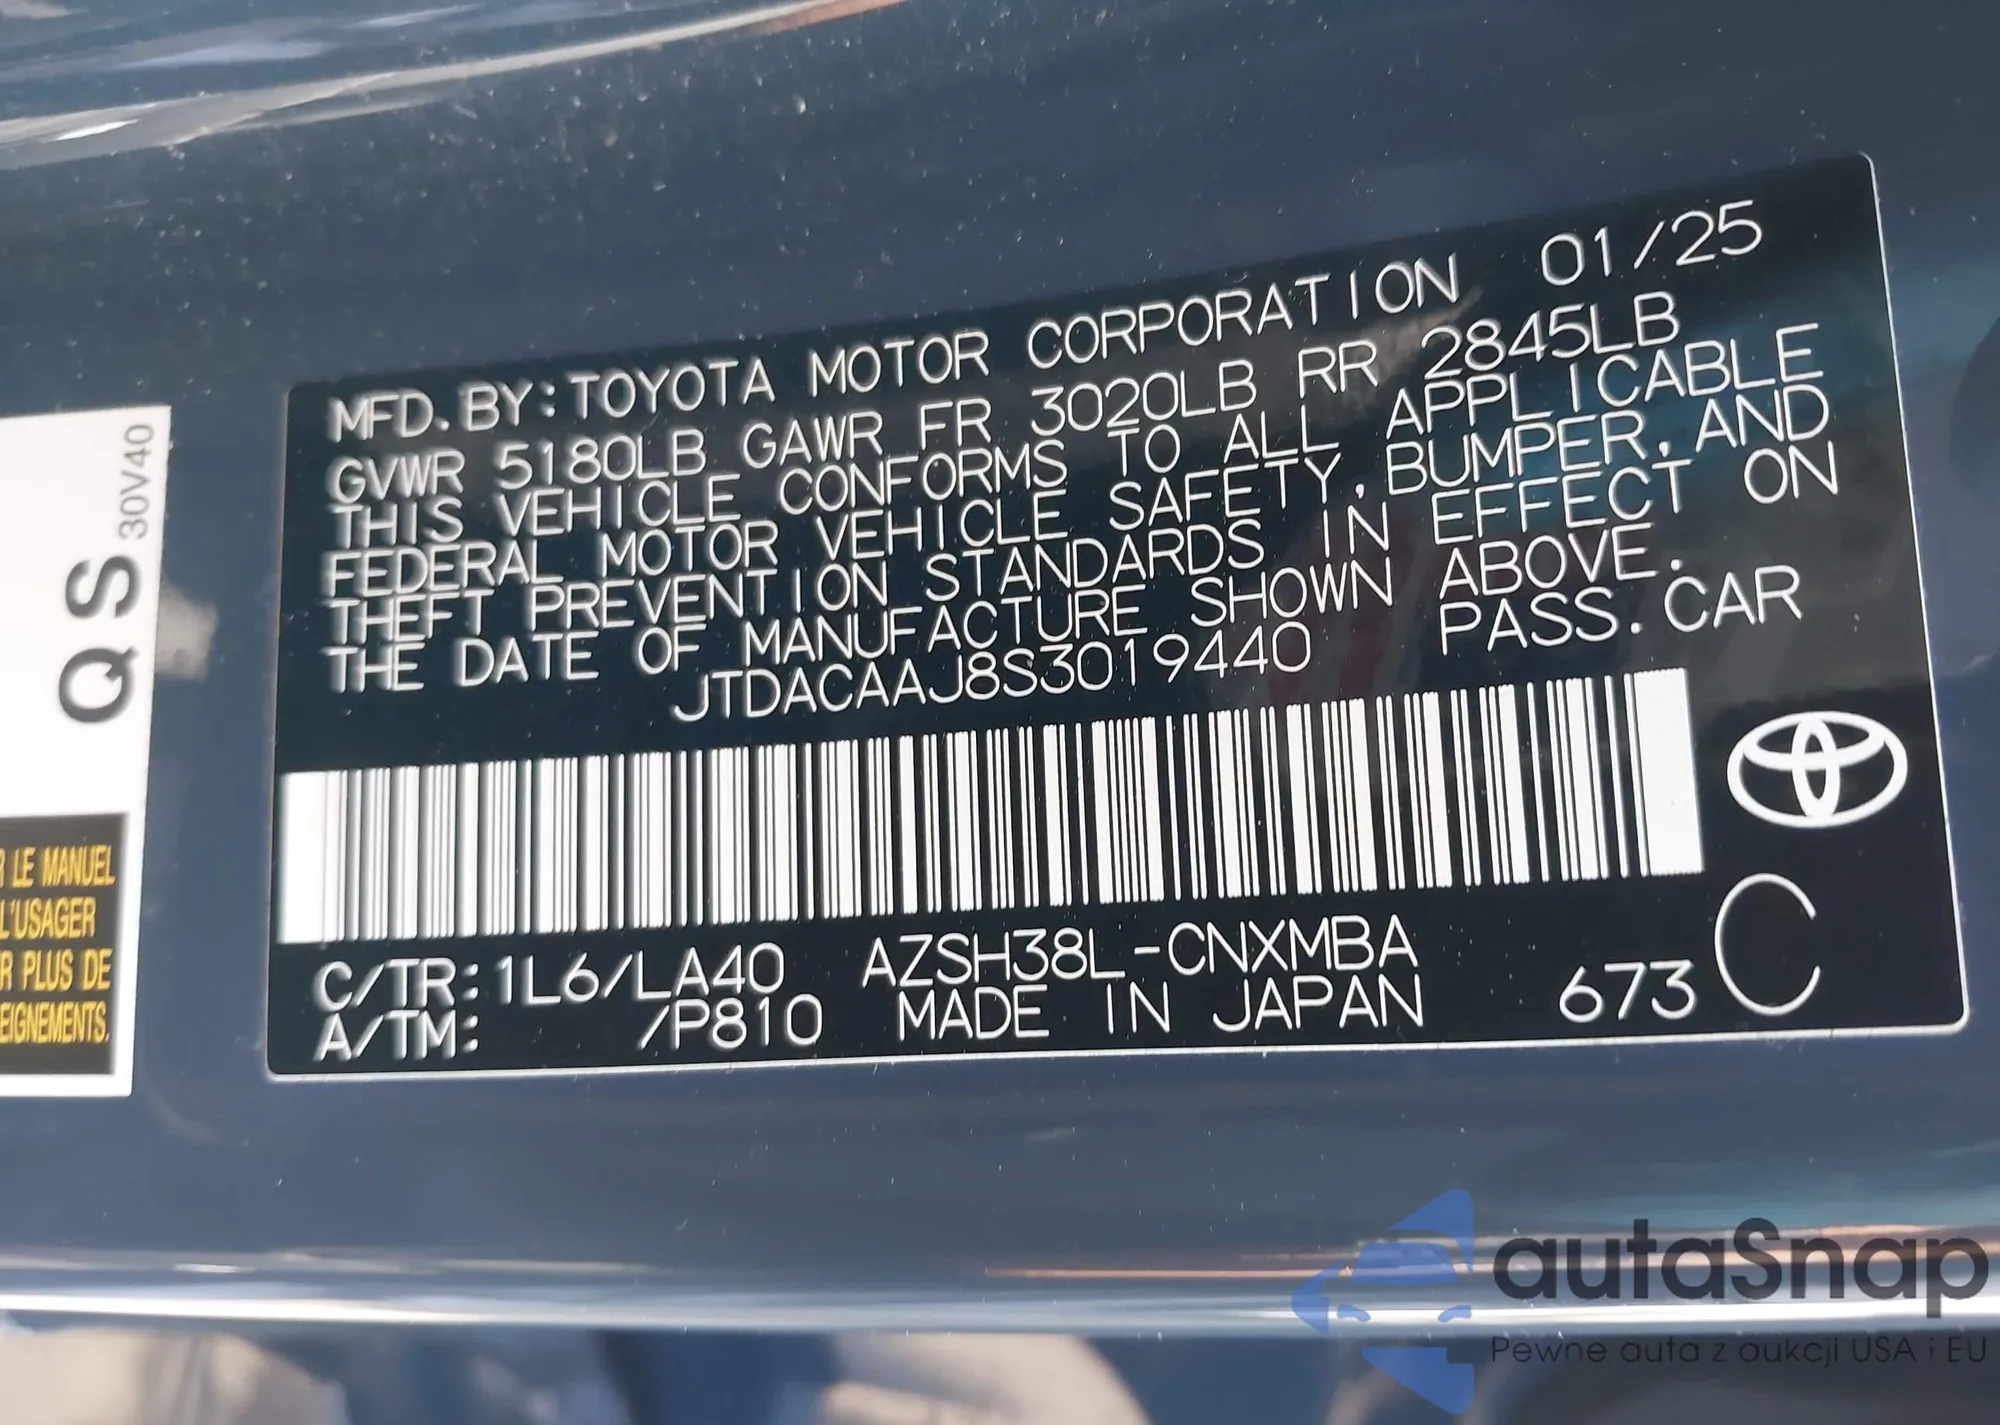 MFD. BY: TOYOTA MOTOR CORPORATION 01/25
GVWR 5180LB GAWR FR 3020LB RR 2845LB
THIS VEHICLE CONFORMS TO ALL APPLICABLE
FEDERAL MOTOR VEHICLE SAFETY, BUMPER, AND
THEFT PREVENTION STANDARDS IN EFFECT ON
THE DATE OF MANUFACTURE SHOWN ABOVE.
JTDACAAJ8S3019440 PASS. CAR
C/TR: 1L6/LA40 AZSH38L-CNXMBA
A/TM: /P810 MADE IN JAPAN 673 C
QS 30V40
LE MANUEL
L'USAGER
R PLUS DE
EIGNEMENTS.
autaSnap
Pewne auta z aukcji USA i EU